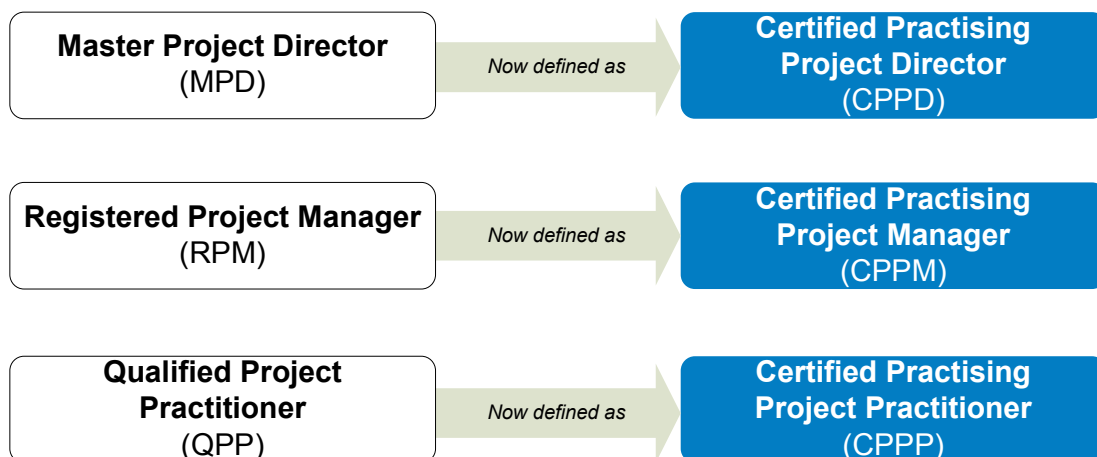 Master Project Director
(MPD)
Now defined as
Certified Practising
Project Director
(CPPD)
Registered Project Manager
(RPM)
Now defined as
Certified Practising
Project Manager
(CPPM)
Qualified Project
Practitioner
(QPP)
Now defined as
Certified Practising
Project Practitioner
(CPPP)